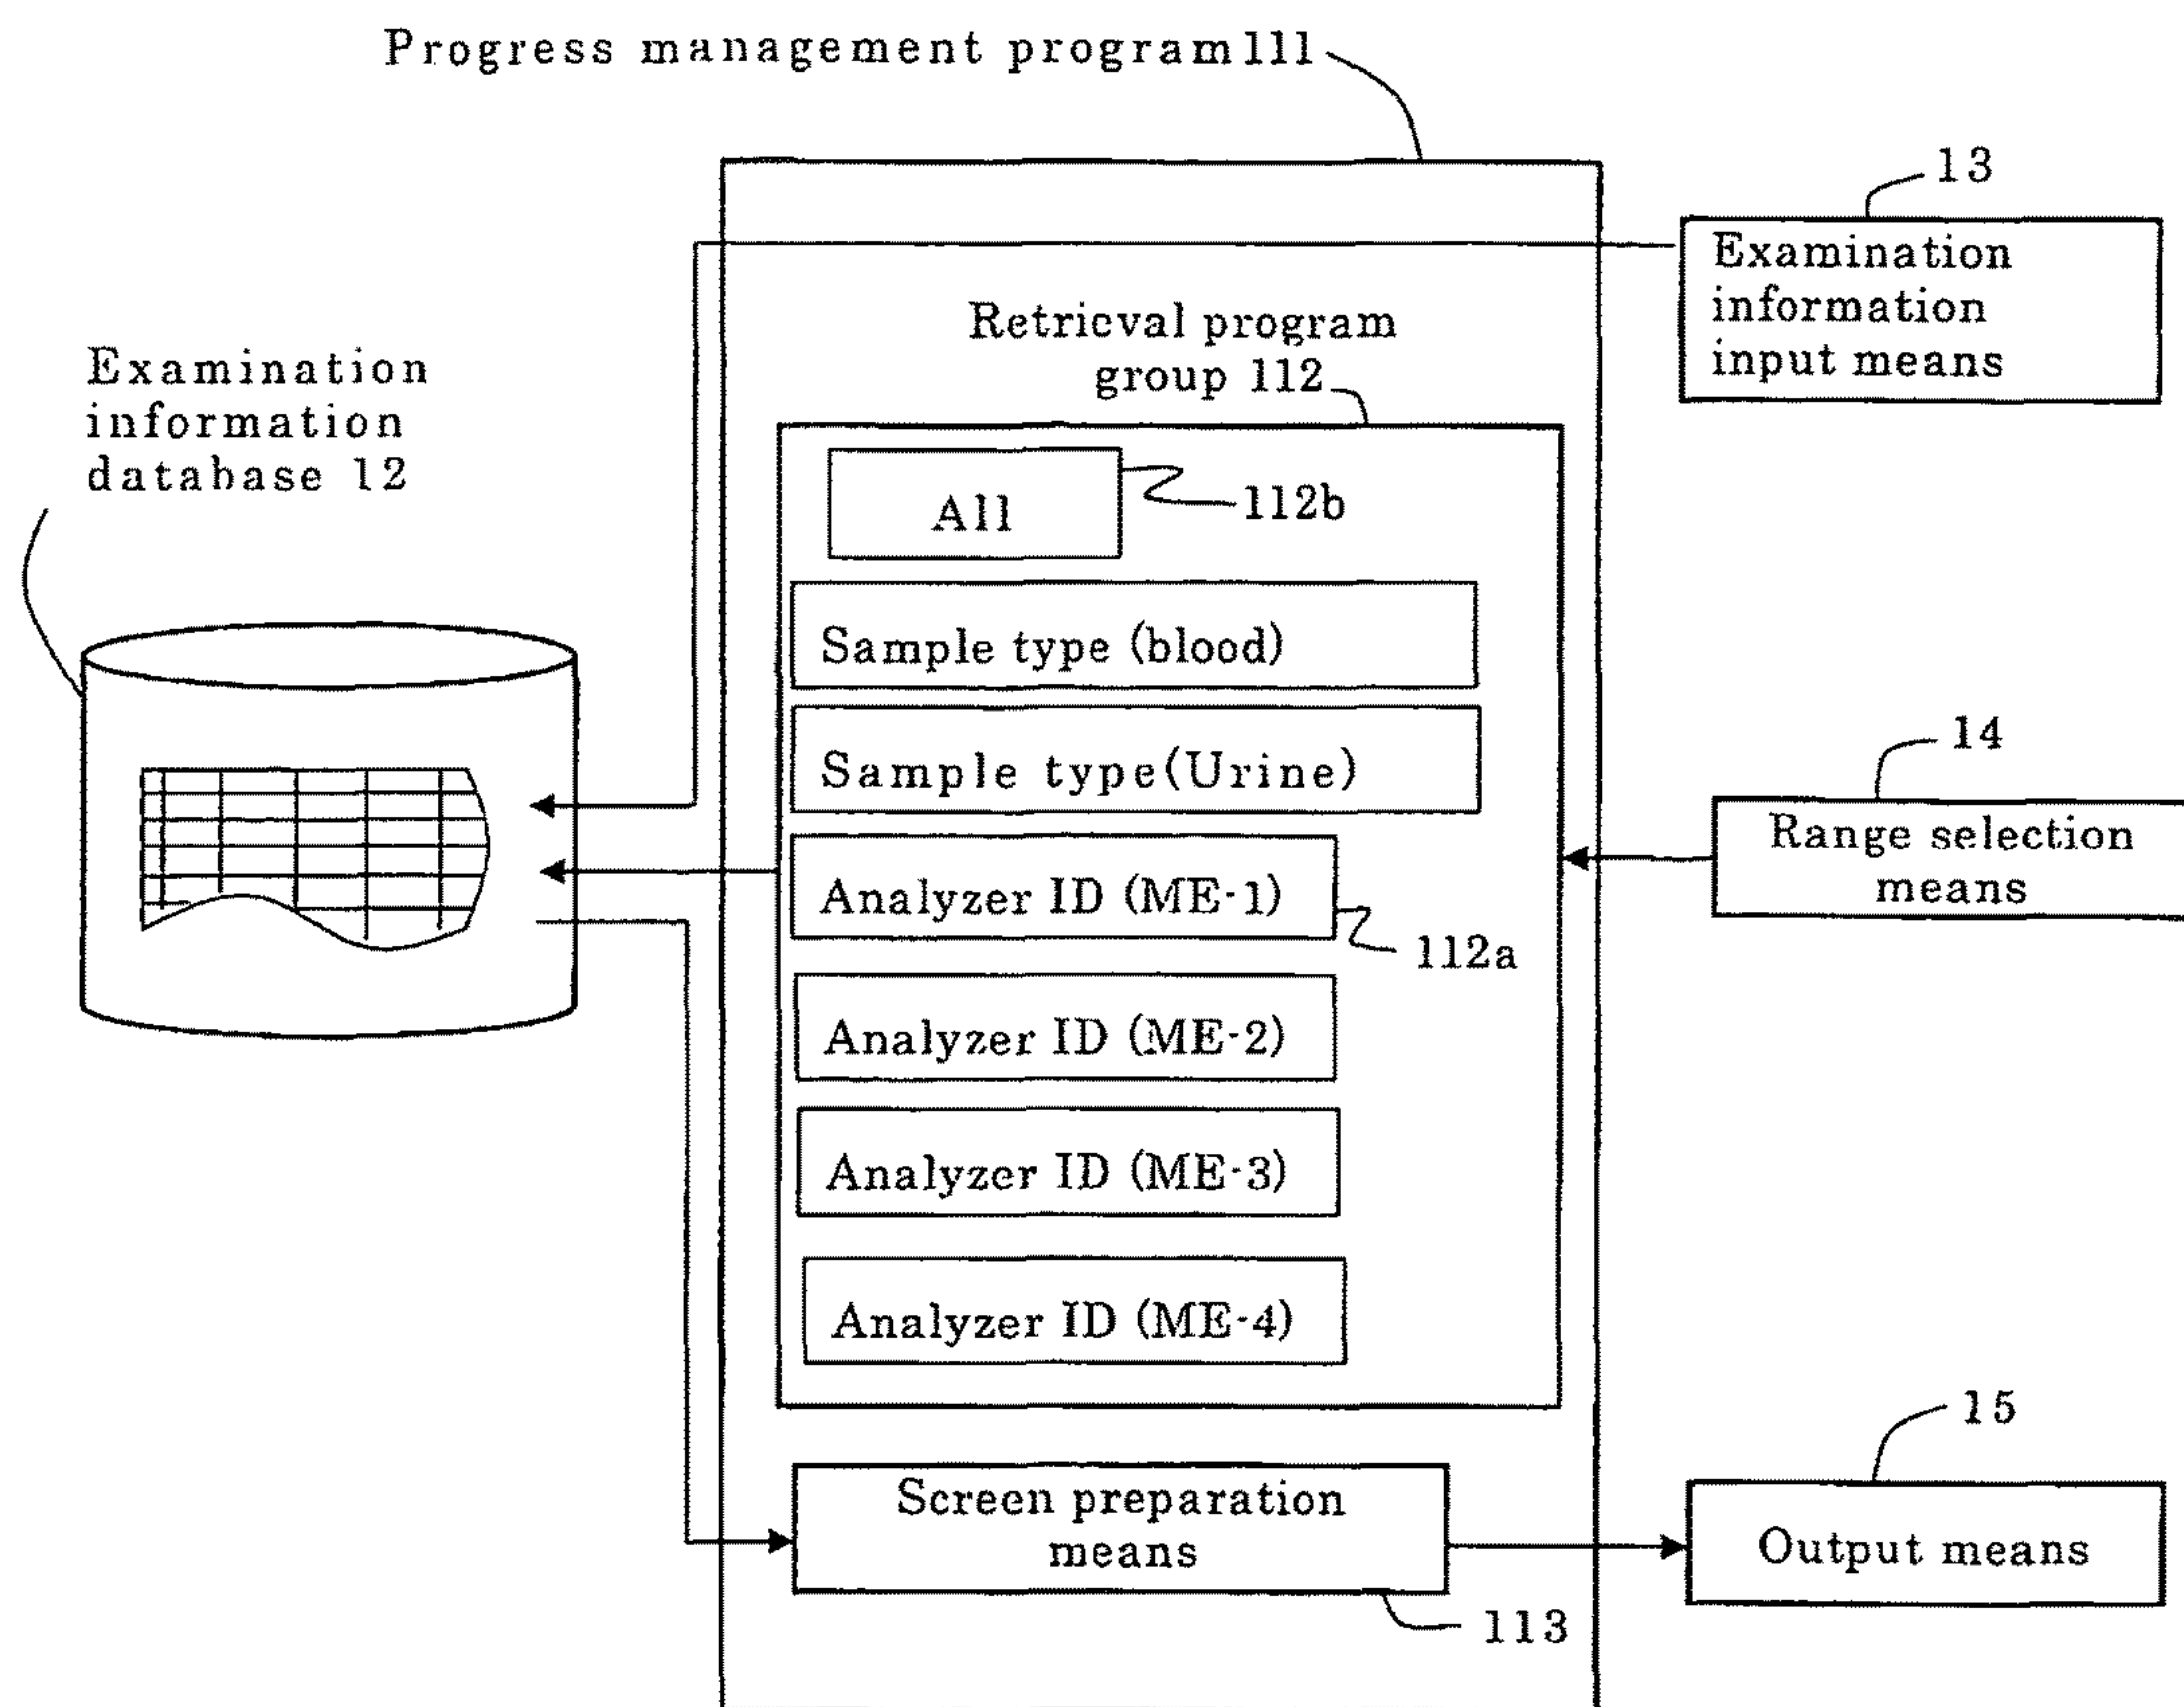 Progress management program111
13
Examination
information
input means
Retrieval program
group 112
Examination
information
database 12
All
112b
Sample type (blood)
Sample type(Urine)
14
Range selection
means
Analyzer ID (ME-1)
112a
Analyzer ID (ME-2)
Analyzer ID (ME-3)
Analyzer ID (ME-4)
15
Screen preparation
means
Output means
113